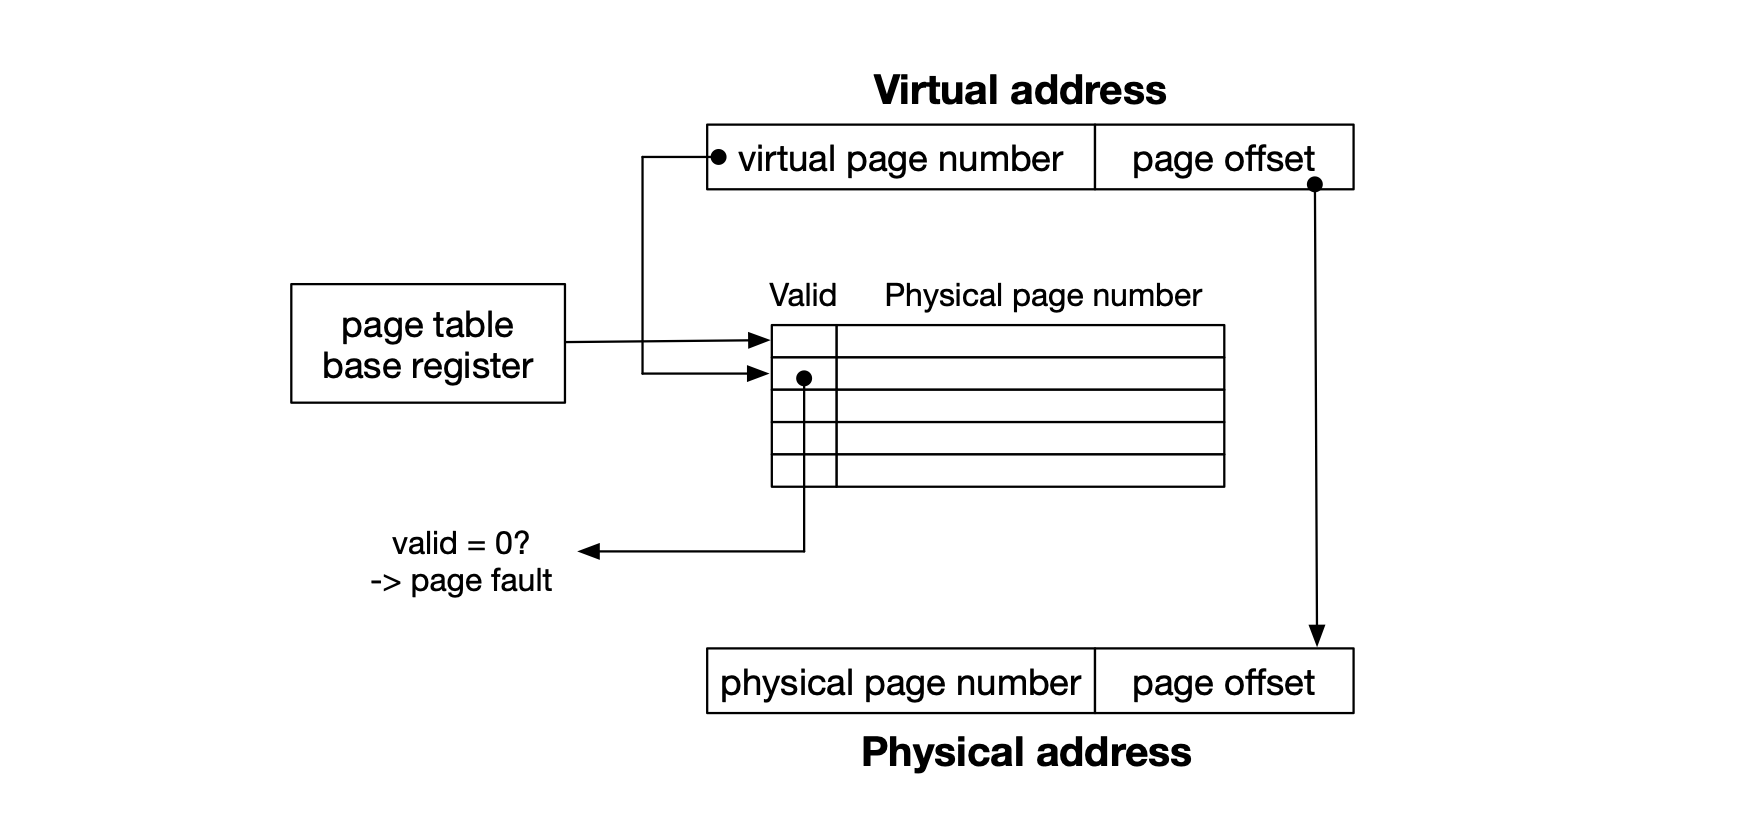 Virtual address
virtual page number
page offset
Valid
Physical page number
page table
base register
valid = 0?
-> page fault
physical page number
page offset
Physical address